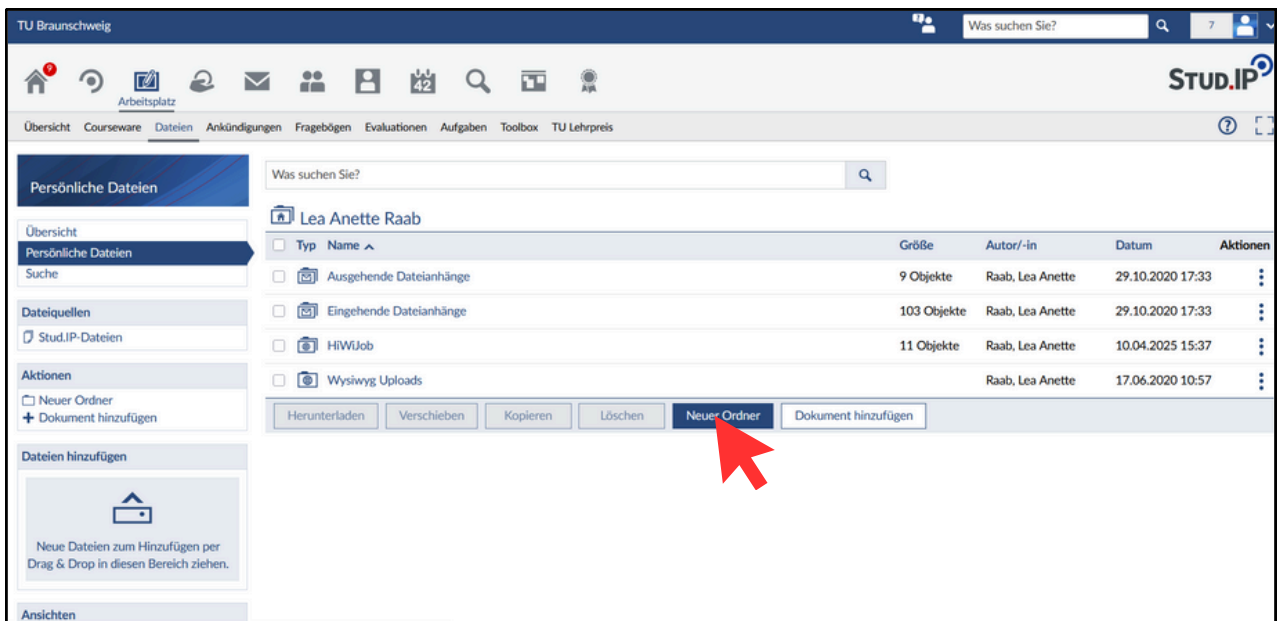 TU Braunschweig
Was suchen Sie?
7
9
42
Arbeitsplatz
STUD.IP
Übersicht Courseware Dateien Ankündigungen Fragebögen Evaluationen Aufgaben Toolbox TU Lehrpreis
?
Persönliche Dateien
Übersicht
Persönliche Dateien
Suche
Dateiquellen
Stud.IP-Dateien
Aktionen
Neuer Ordner
+ Dokument hinzufügen
Dateien hinzufügen
Neue Dateien zum Hinzufügen per
Drag & Drop in diesen Bereich ziehen.
Ansichten
Was suchen Sie?
Lea Anette Raab
Typ Name Größe Autor/-in Datum Aktionen
Ausgehende Dateianhänge 9 Objekte Raab, Lea Anette 29.10.2020 17:33
Eingehende Dateianhänge 103 Objekte Raab, Lea Anette 29.10.2020 17:33
HiWiJob 11 Objekte Raab, Lea Anette 10.04.2025 15:37
Wysiwyg Uploads Raab, Lea Anette 17.06.2020 10:57
Herunterladen Verschieben Kopieren Löschen Neuer Ordner Dokument hinzufügen